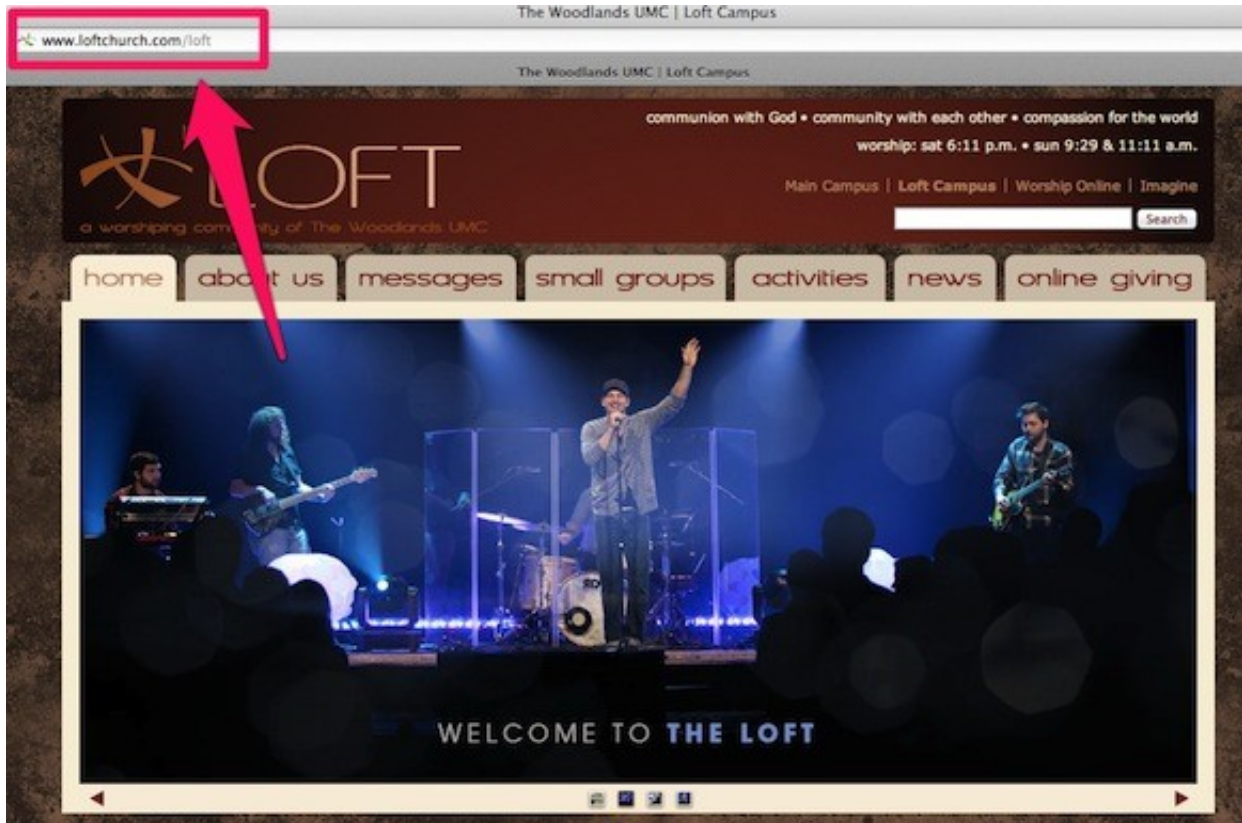 The Woodlands UMC | Loft Campus
www.loftchurch.com/loft
The Woodlands UMC | Loft Campus
communion with God • community with each other • compassion for the world
worship: sat 6:11 p.m. • sun 9:29 & 11:11 a.m.
LOFT
Main Campus | Loft Campus | Worship Online | Imagine
Search
a worshiping community of The Woodlands UMC
home about us messages small groups activities news online giving
WELCOME TO THE LOFT